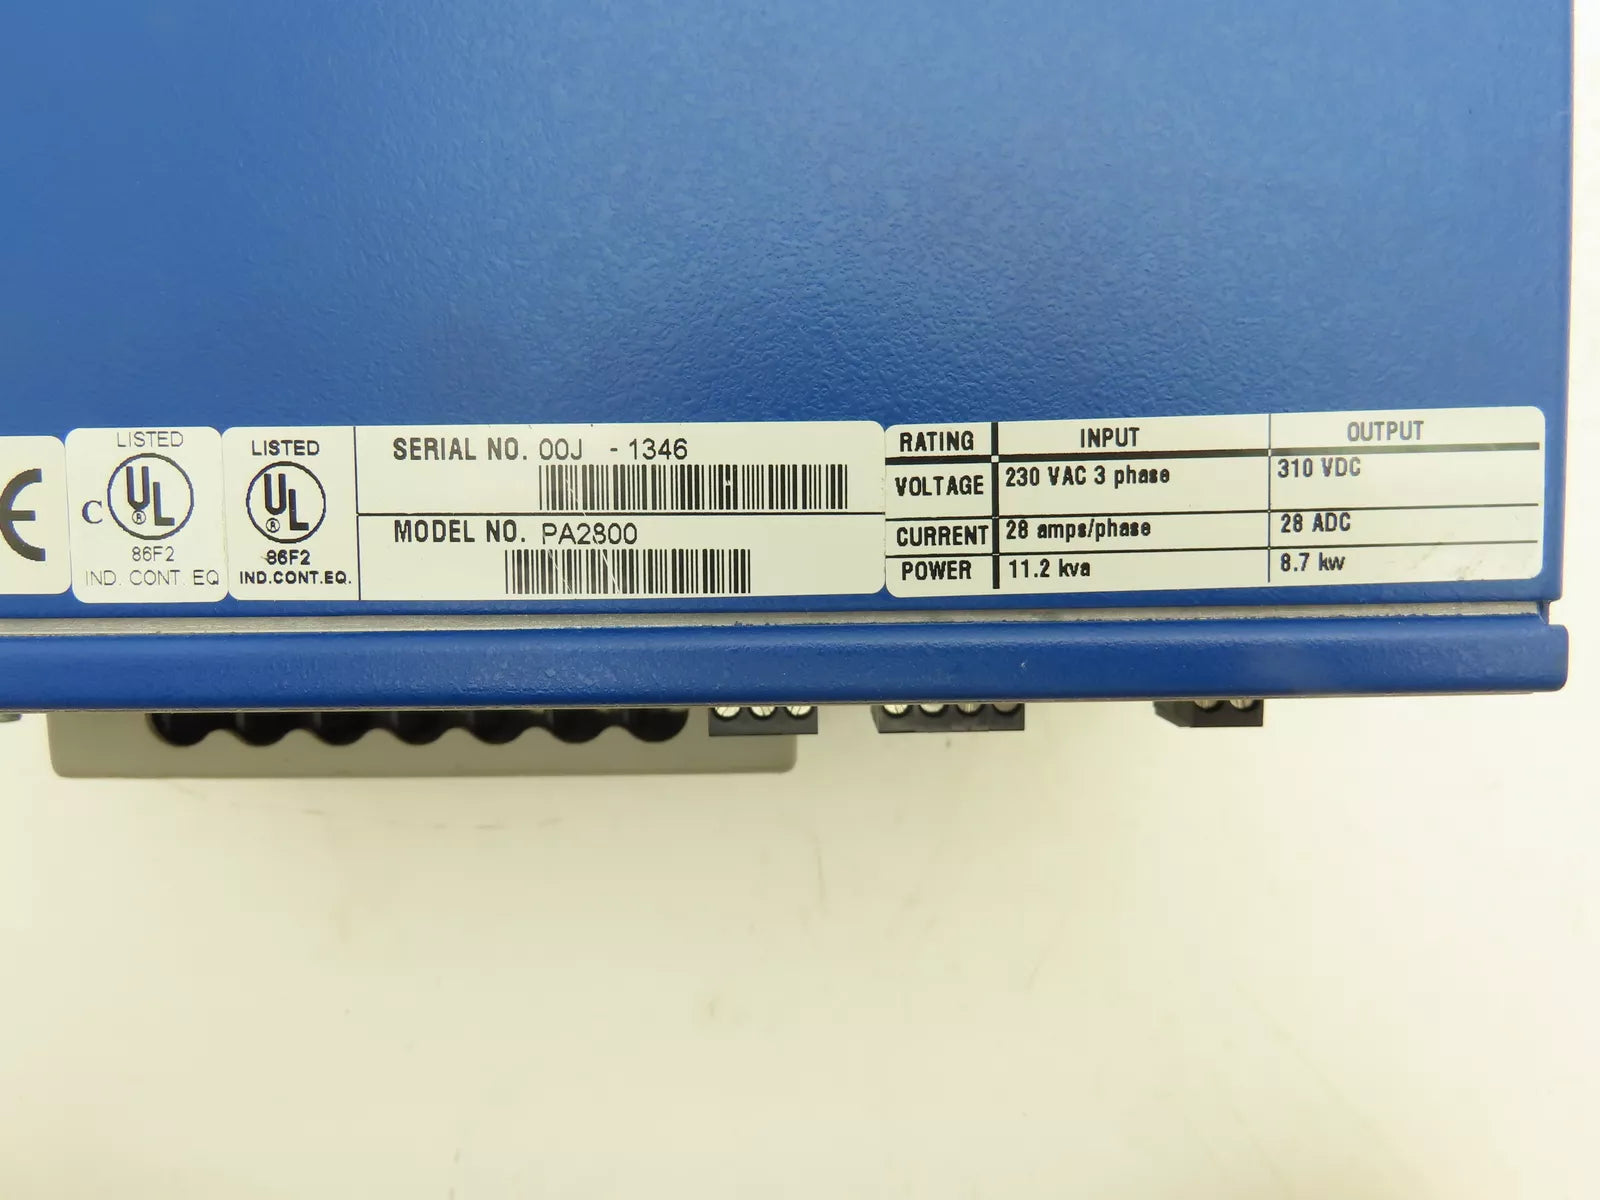 CE
LISTED
C UL ®
86F2
IND. CONT. EQ
LISTED
UL ®
86F2
IND.CONT.EQ.
SERIAL NO. 00J - 1346
MODEL NO. PA2800
RATING INPUT OUTPUT
VOLTAGE 230 VAC 3 phase 310 VDC
CURRENT 28 amps/phase 28 ADC
POWER 11.2 kva 8.7 kw